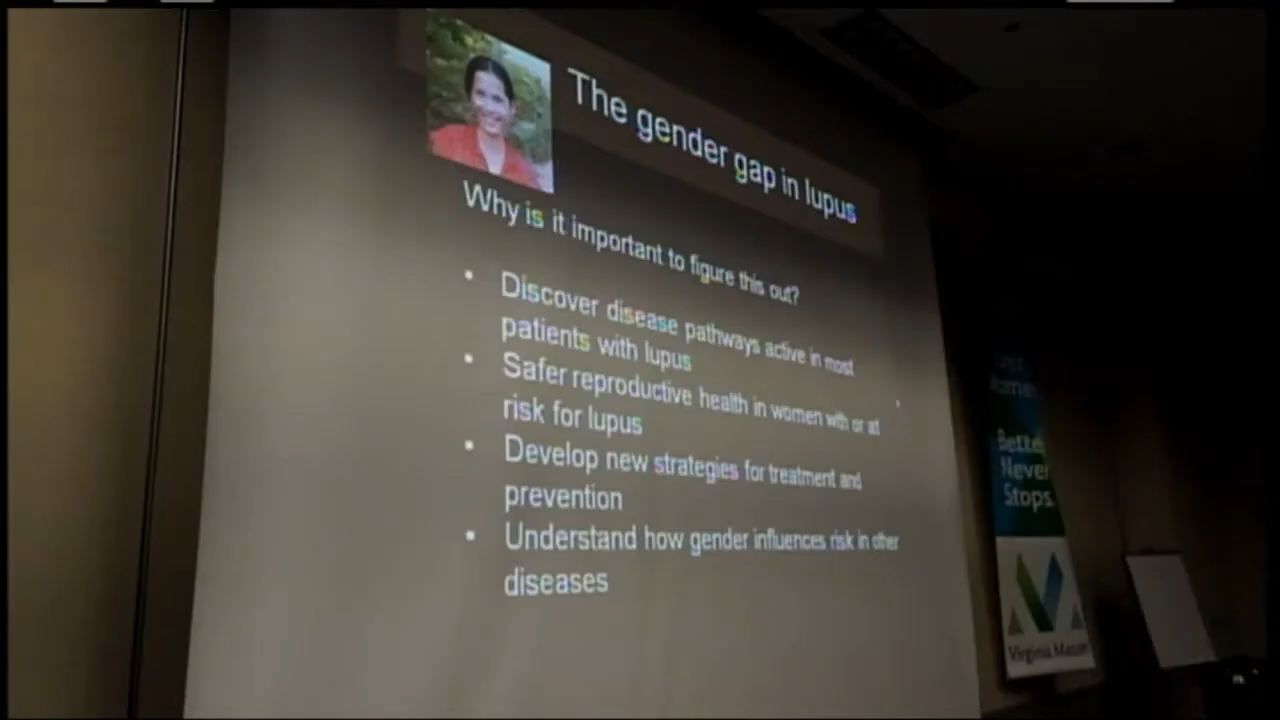 The gender gap in lupus
Why is it important to figure this out?
• Discover disease pathways active in most
patients with lupus
• Safer reproductive health in women with or at
risk for lupus
• Develop new strategies for treatment and
prevention
• Understand how gender influences risk in other
diseases
Better
Never
Stops.
Virginia Mason